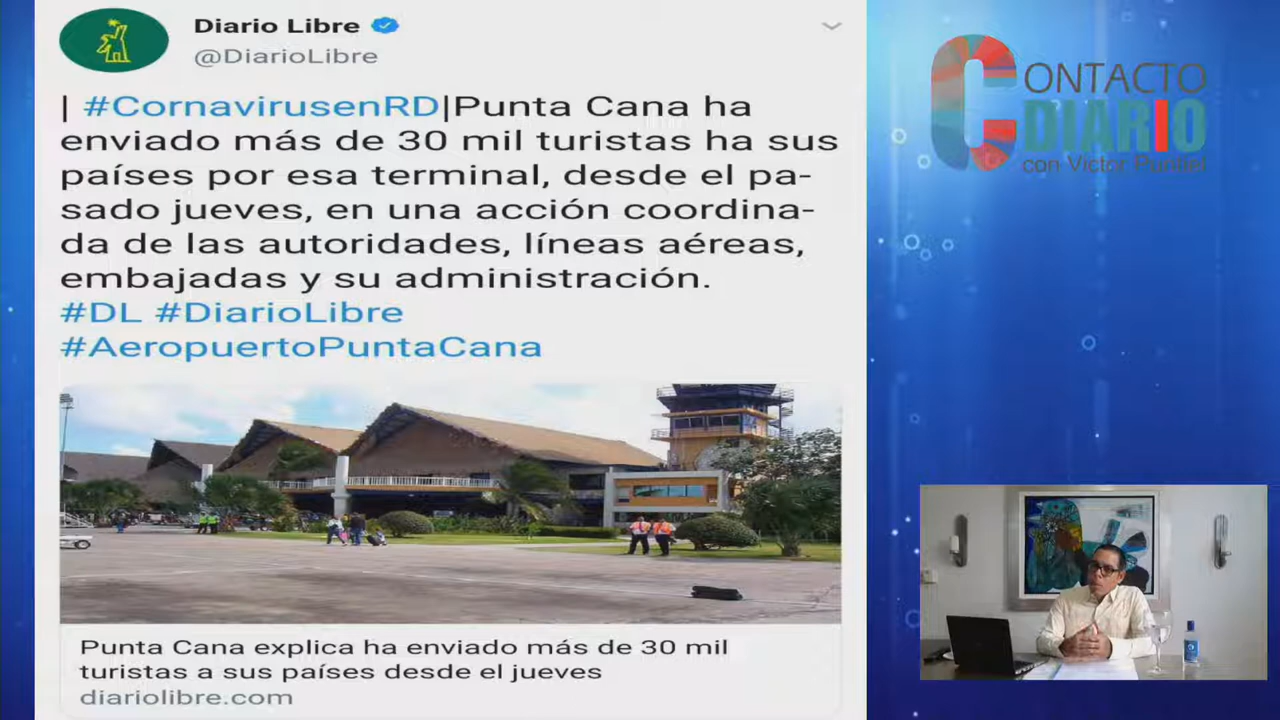 Diario Libre
@DiarioLibre
| #CornavirusenRD|Punta Cana ha
enviado más de 30 mil turistas ha sus
países por esa terminal, desde el pa-
sado jueves, en una acción coordina-
da de las autoridades, líneas aéreas,
embajadas y su administración.
#DL #DiarioLibre
#AeropuertoPuntaCana
Punta Cana explica ha enviado más de 30 mil
turistas a sus países desde el jueves
diariolibre.com
CONTACTO
DIARIO
con Victor Puntiel